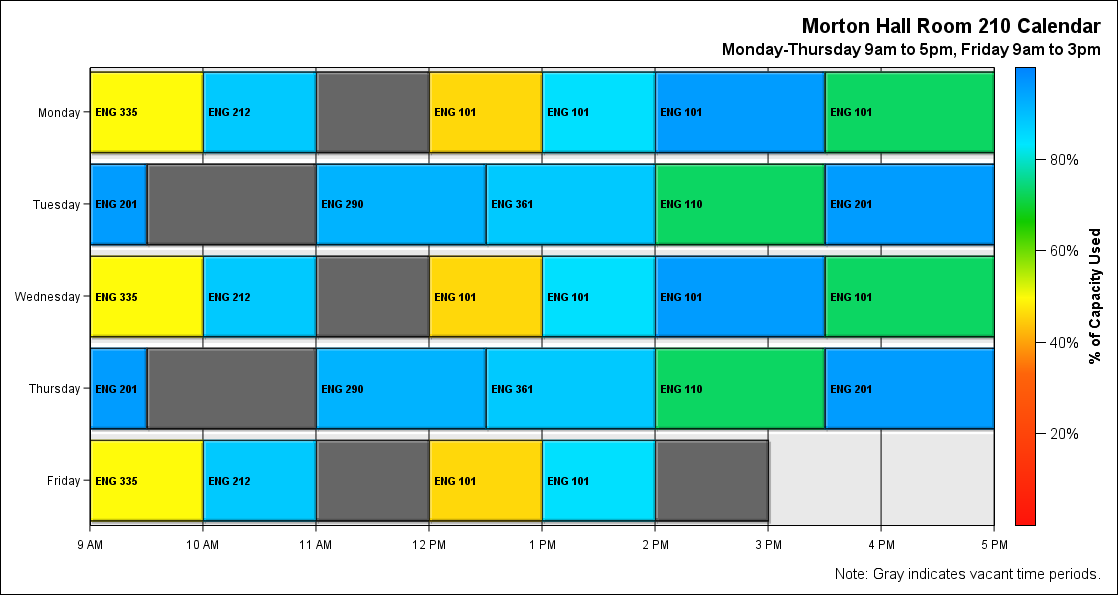 Morton Hall Room 210 Calendar
Monday-Thursday 9am to 5pm, Friday 9am to 3pm
Monday
ENG 335
ENG 212
ENG 101
ENG 101
ENG 101
ENG 101
Tuesday
ENG 201
ENG 290
ENG 361
ENG 110
ENG 201
Wednesday
ENG 335
ENG 212
ENG 101
ENG 101
ENG 101
ENG 101
Thursday
ENG 201
ENG 290
ENG 361
ENG 110
ENG 201
Friday
ENG 335
ENG 212
ENG 101
ENG 101
9 AM
10 AM
11 AM
12 PM
1 PM
2 PM
3 PM
4 PM
5 PM
80%
60%
40%
20%
% of Capacity Used
Note: Gray indicates vacant time periods.